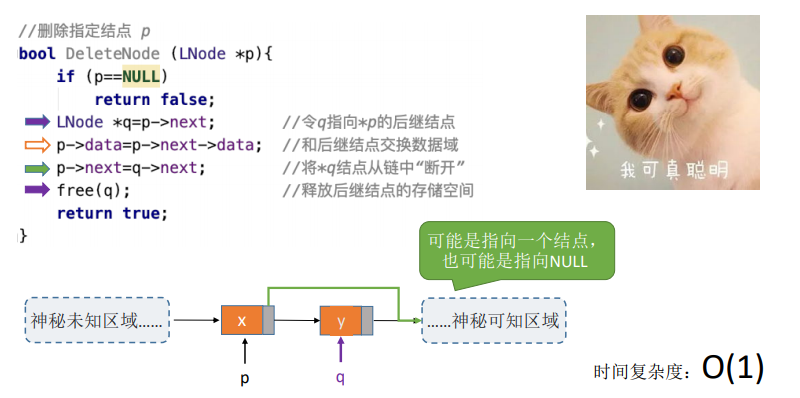 //删除指定结点 p
bool DeleteNode (LNode *p){
if (p==NULL)
return false;
LNode *q=p->next; //令q指向*p的后继结点
p->data=p->next->data; //和后继结点交换数据域
p->next=q->next; //将*q结点从链中“断开”
free(q); //释放后继结点的存储空间
return true;
}
我可真聪明
可能是指向一个结点，
也可能是指向NULL
神秘未知区域…… x y ……神秘可知区域
p q
时间复杂度：O(1)